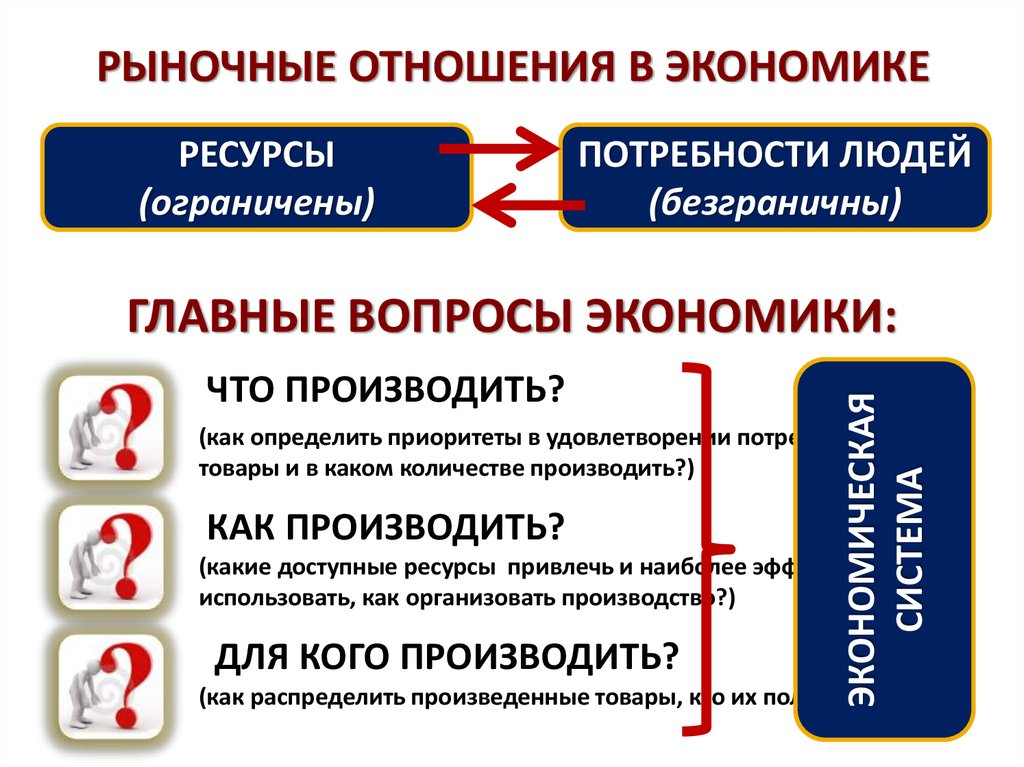 РЫНОЧНЫЕ ОТНОШЕНИЯ В ЭКОНОМИКЕ
РЕСУРСЫ
(ограничены)
ПОТРЕБНОСТИ ЛЮДЕЙ
(безграничны)
ГЛАВНЫЕ ВОПРОСЫ ЭКОНОМИКИ:
ЧТО ПРОИЗВОДИТЬ?
(как определить приоритеты в удовлетворении
товары и в каком количестве производить?)
КАК ПРОИЗВОДИТЬ?
(какие доступные ресурсы привлечь и наиболее
использовать, как организовать производство?)
ДЛЯ КОГО ПРОИЗВОДИТЬ?
(как распределить произведенные товары, кто их
ЭКОНОМИЧЕСКАЯ
СИСТЕМА